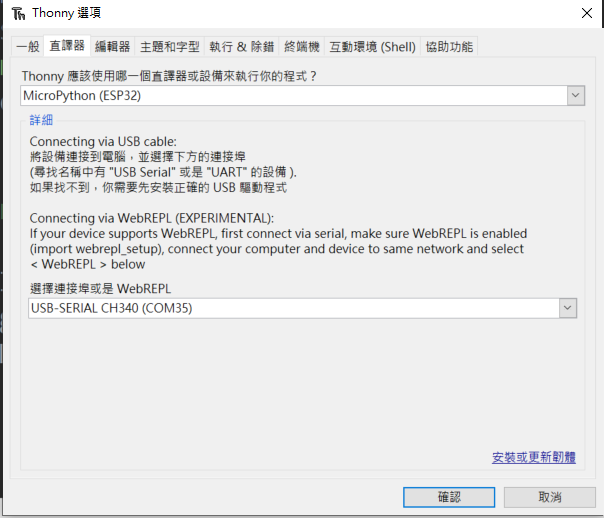 Thonny 選項
一般 直譯器 編輯器 主題和字型 執行 & 除錯 終端機 互動環境 (Shell) 協助功能
Thonny 應該使用哪一個直譯器或設備來執行你的程式？
MicroPython (ESP32)
詳細
Connecting via USB cable:
將設備連接到電腦，並選擇下方的連接埠
(尋找名稱中有 "USB Serial" 或是 "UART" 的設備 ).
如果找不到，你需要先安裝正確的 USB 驅動程式
Connecting via WebREPL (EXPERIMENTAL):
If your device supports WebREPL, first connect via serial, make sure WebREPL is enabled
(import webrepl_setup), connect your computer and device to same network and select
< WebREPL > below
選擇連接埠或是 WebREPL
USB-SERIAL CH340 (COM35)
安裝或更新韌體
確認 取消